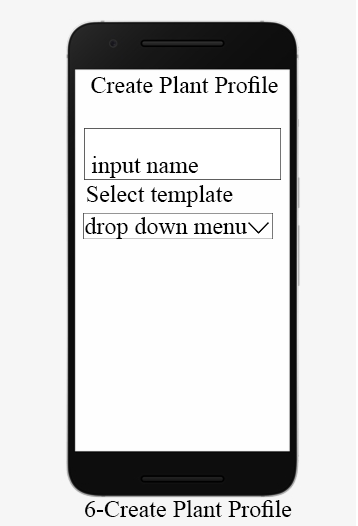 Create Plant Profile
input name
Select template
drop down menu
6-Create Plant Profile